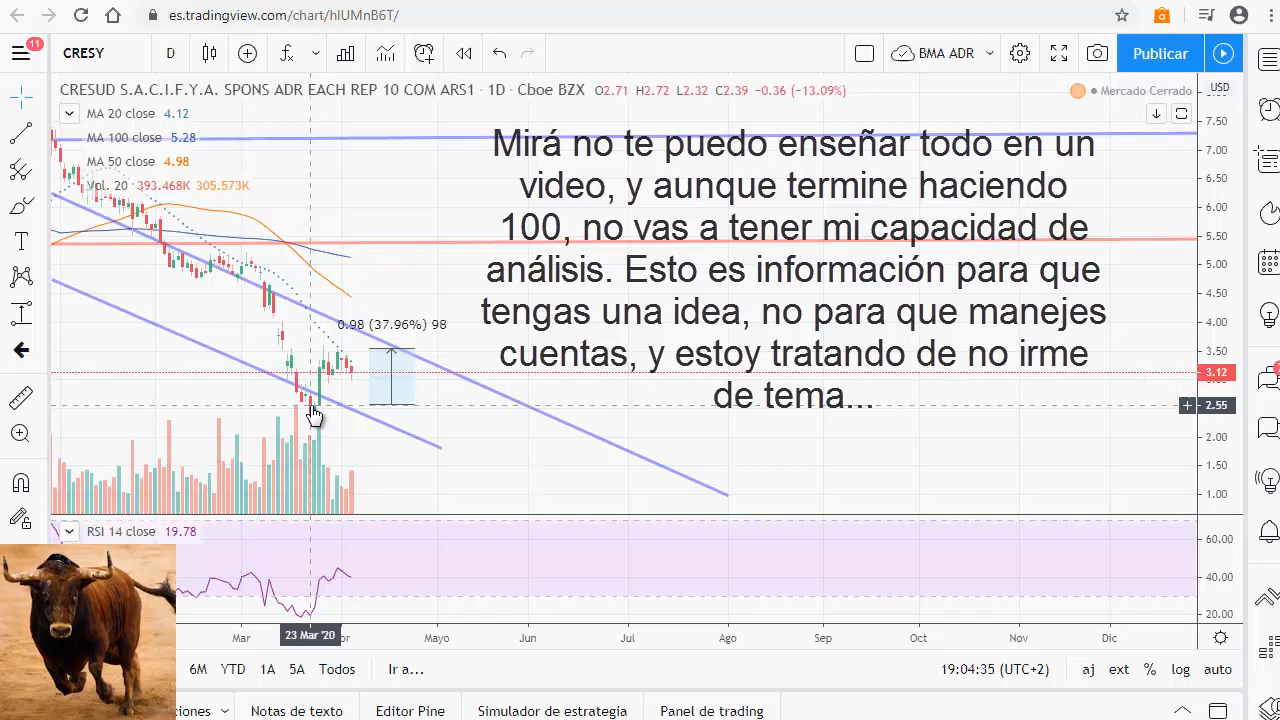 es.tradingview.com/chart/hlUMnB6T/
11
CRESY
D
BMA ADR
Publicar
CRESUD S.A.C.I.F.Y.A. SPONS ADR EACH REP 10 COM ARS1 · 1D · Cboe BZX O2.71 H2.72 L2.32 C2.39 −0.36 (−13.09%)
Mercado Cerrado
USD
MA 20 close 4.12
MA 100 close 5.28
MA 50 close 4.98
Vol. 20 393.468K 305.573K
Mirá no te puedo enseñar todo en un
video, y aunque termine haciendo
100, no vas a tener mi capacidad de
análisis. Esto es información para que
tengas una idea, no para que manejes
cuentas, y estoy tratando de no irme
de tema...
0.98 (37.96%) 98
7.50
7.00
6.50
6.00
5.50
5.00
4.50
4.00
3.50
3.12
2.55
2.00
1.50
1.00
RSI 14 close 19.78
60.00
40.00
20.00
Mar
23 Mar '20
Mayo
Jun
Jul
Ago
Sep
Oct
Nov
Dic
6M YTD 1A 5A Todos
Ir a...
19:04:35 (UTC+2)
aj ext % log auto
Notas de texto
Editor Pine
Simulador de estrategia
Panel de trading